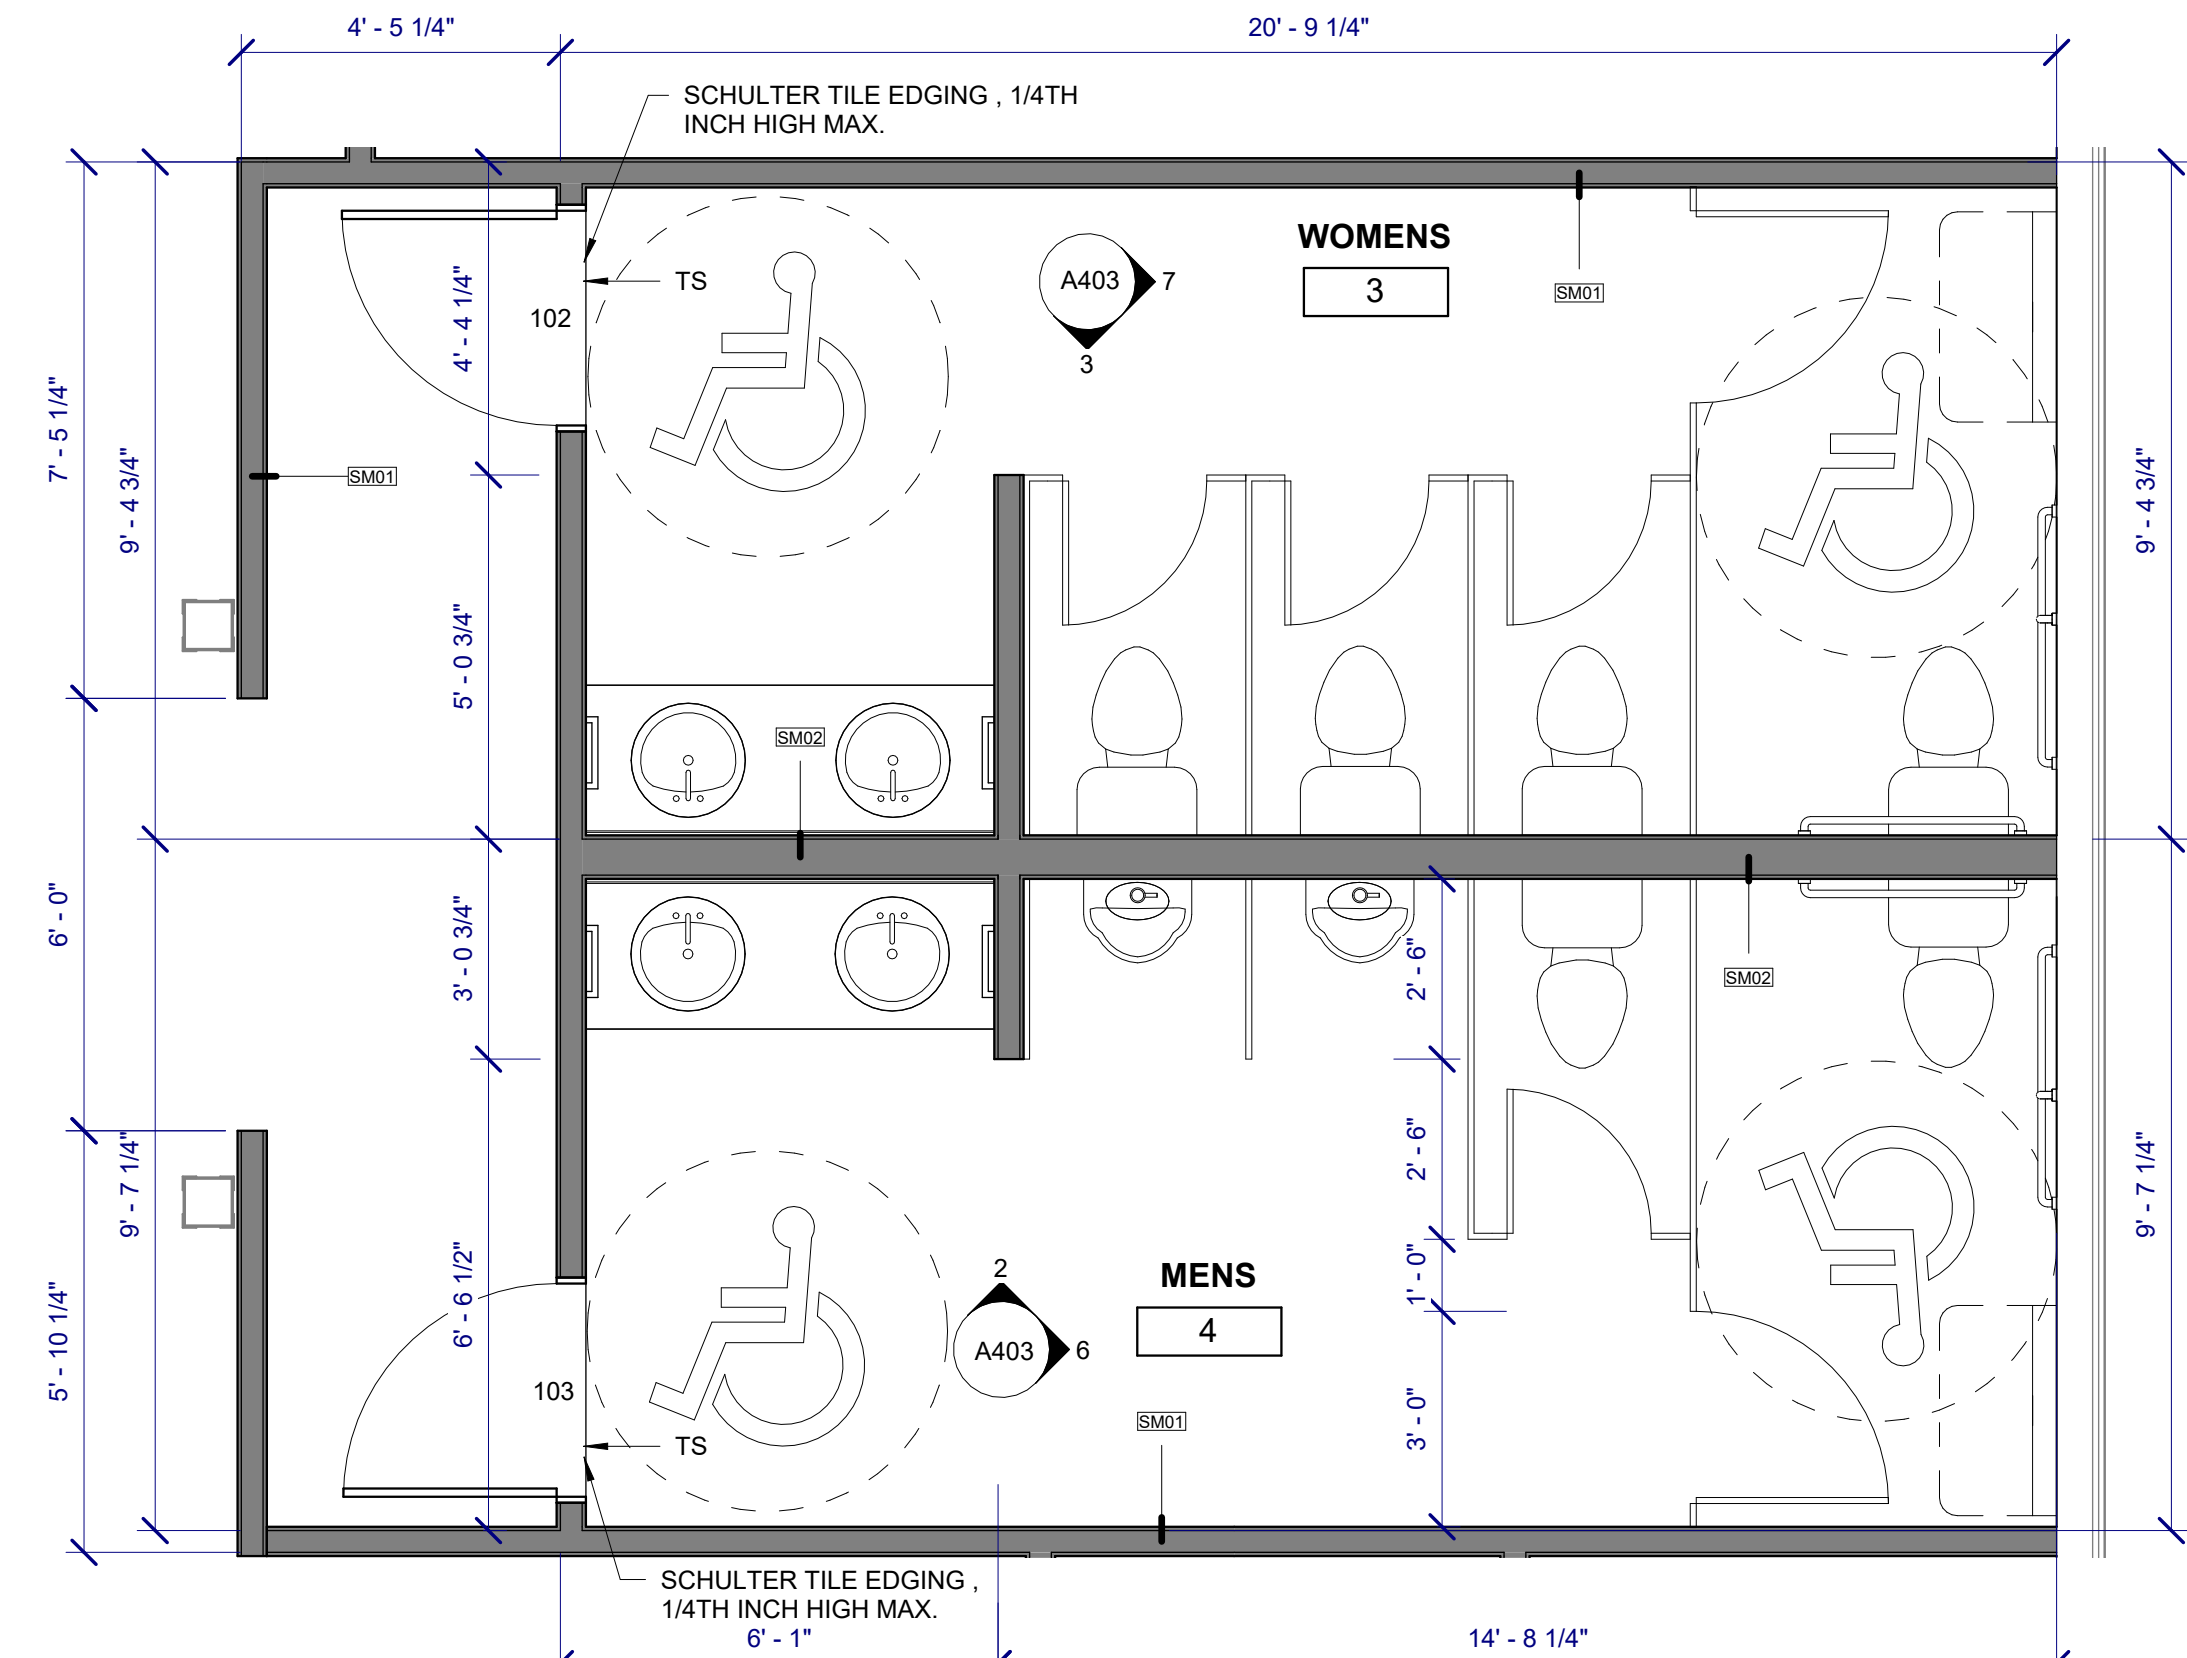 4' - 5 1/4"
20' - 9 1/4"
SCHULTER TILE EDGING , 1/4TH
INCH HIGH MAX.
WOMENS
3
A403
7
3
SM01
TS
102
4' - 4 1/4"
7' - 5 1/4"
9' - 4 3/4"
SM01
9' - 4 3/4"
5' - 0 3/4"
SM02
6' - 0"
3' - 0 3/4"
2' - 6"
SM02
2' - 6"
9' - 7 1/4"
9' - 7 1/4"
6' - 6 1/2"
1' - 0"
2
MENS
4
A403
6
5' - 10 1/4"
103
3' - 0"
SM01
TS
SCHULTER TILE EDGING ,
1/4TH INCH HIGH MAX.
6' - 1"
14' - 8 1/4"